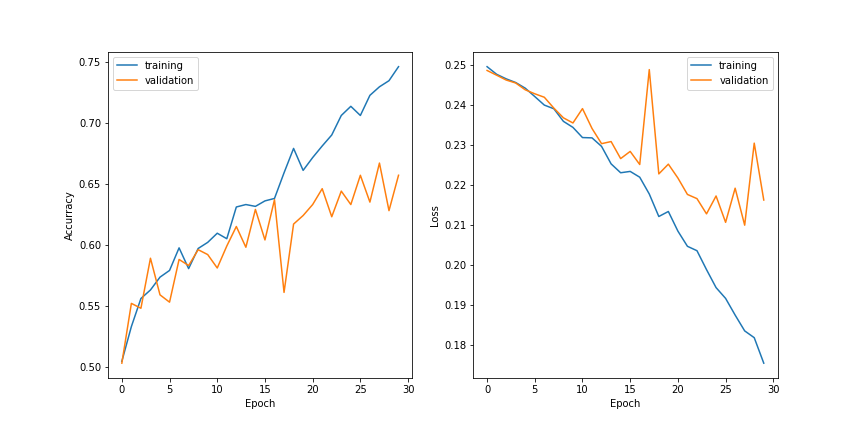 training
validation
0.75
0.70
0.65
0.60
0.55
0.50
Accurracy
0 5 10 15 20 25 30
Epoch
training
validation
0.25
0.24
0.23
0.22
0.21
0.20
0.19
0.18
Loss
0 5 10 15 20 25 30
Epoch